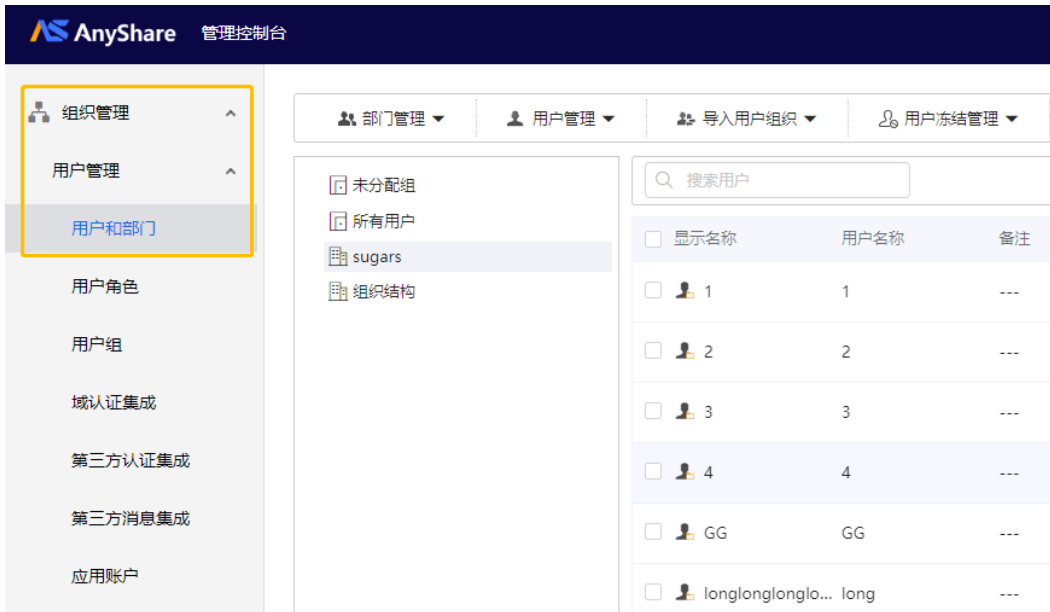 AnyShare 管理控制台
组织管理
用户管理
用户和部门
用户角色
用户组
域认证集成
第三方认证集成
第三方消息集成
应用账户
部门管理 用户管理 导入用户组织 用户冻结管理
未分配组
所有用户
sugars
组织结构
搜索用户
显示名称 用户名称 备注
1 1 ---
2 2 ---
3 3 ---
4 4 ---
GG GG ---
longlonglonglo... long ---